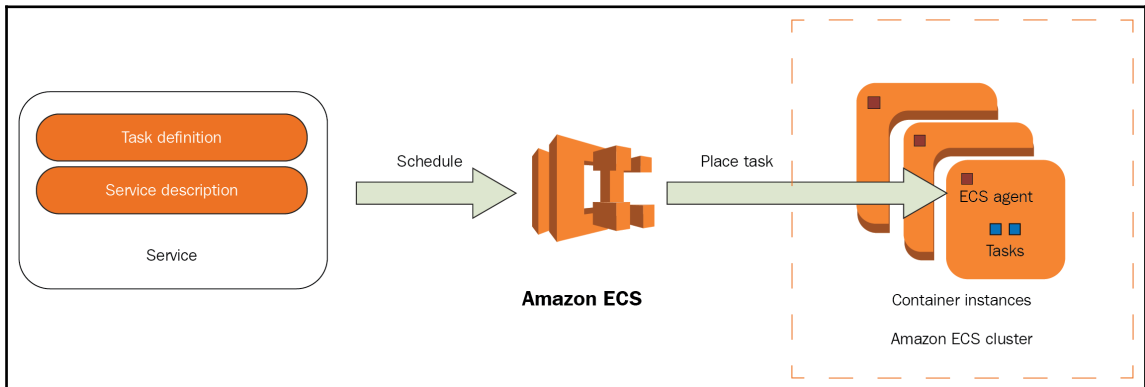 Task definition
Service description
Service
Schedule
Amazon ECS
Place task
ECS agent
Tasks
Container instances
Amazon ECS cluster